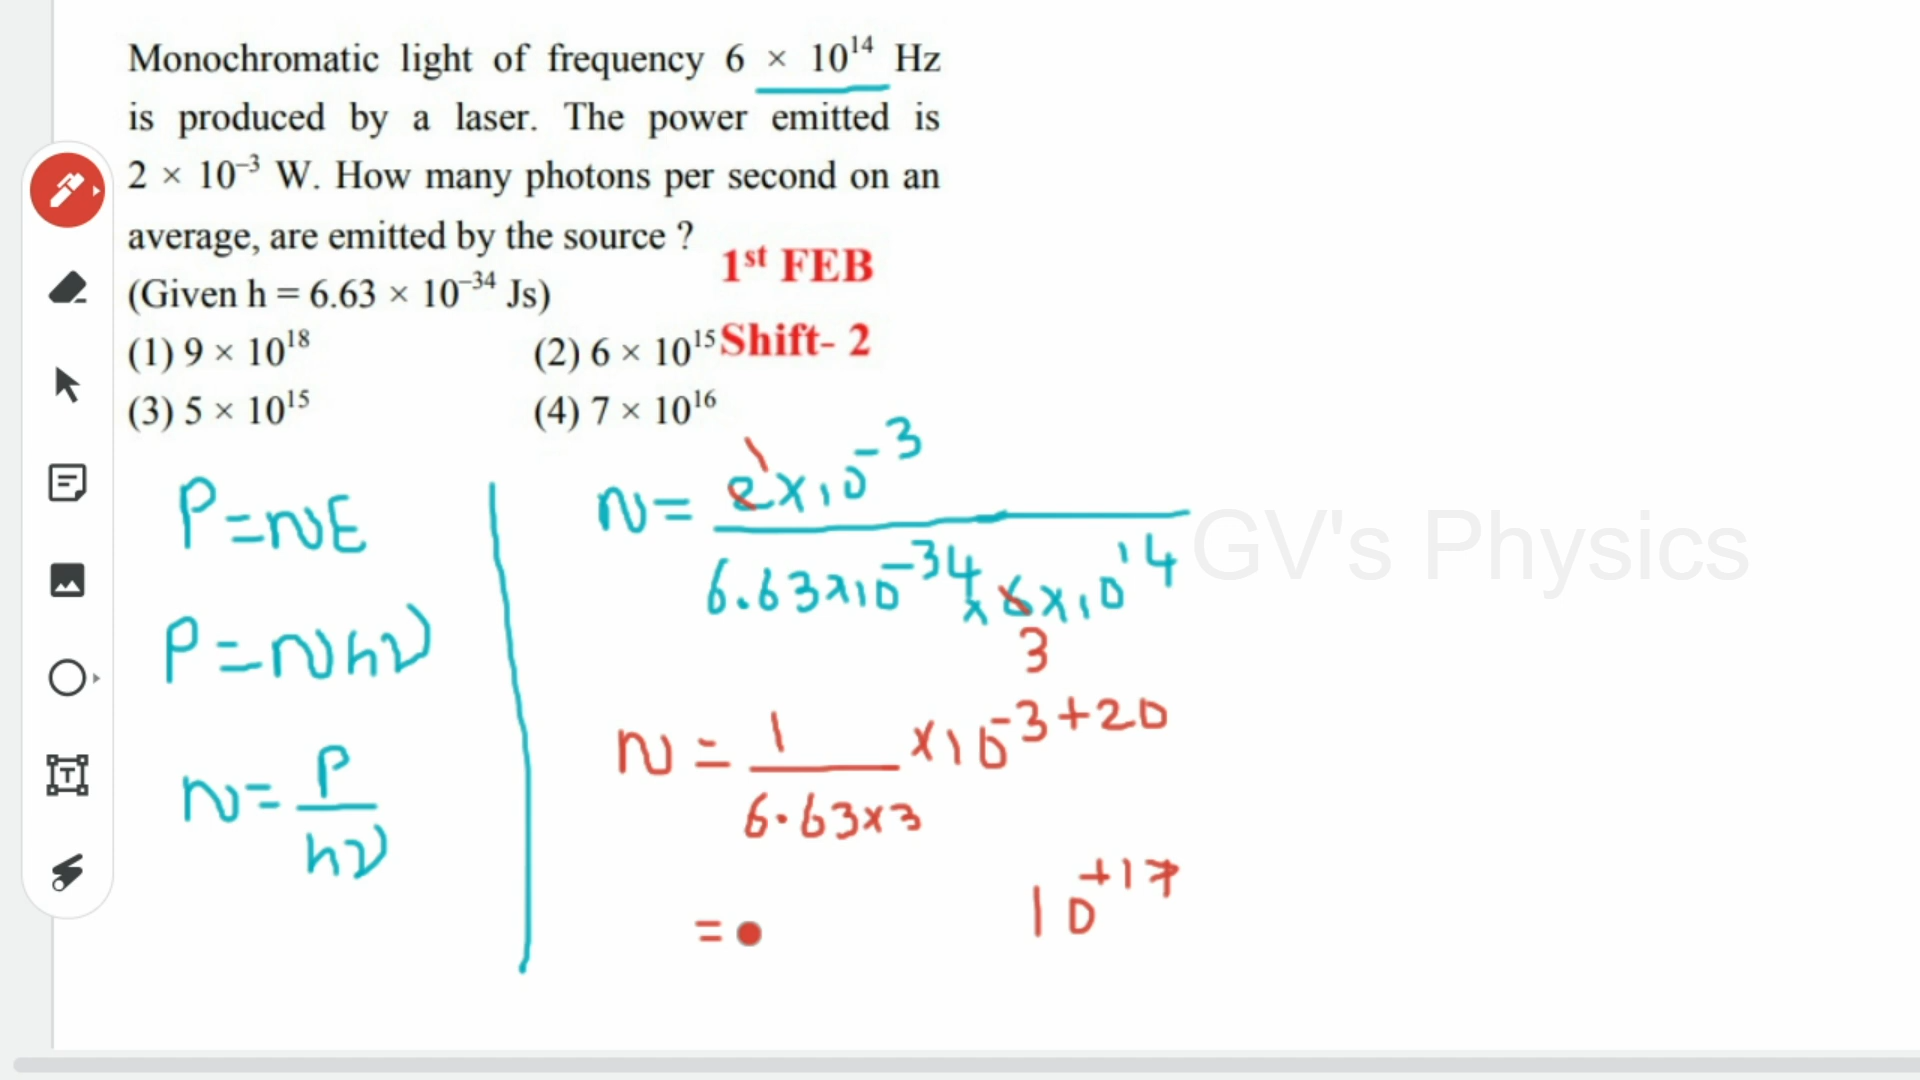 Monochromatic light of frequency 6 × 10¹⁴ Hz
is produced by a laser. The power emitted is
2 × 10⁻³ W. How many photons per second on an
average, are emitted by the source ?
(Given h = 6.63 × 10⁻³⁴ Js)
1st FEB
Shift- 2
(1) 9 × 10¹⁸ (2) 6 × 10¹⁵
(3) 5 × 10¹⁵ (4) 7 × 10¹⁶
P=nE
P=nhν
n=P/hν
n=2×10⁻³/6.63×10⁻³⁴×6×10¹⁴
1
3
n=1/6.63×3 ×10⁻³⁺²⁰
= 10⁺¹⁷
GV's Physics
T